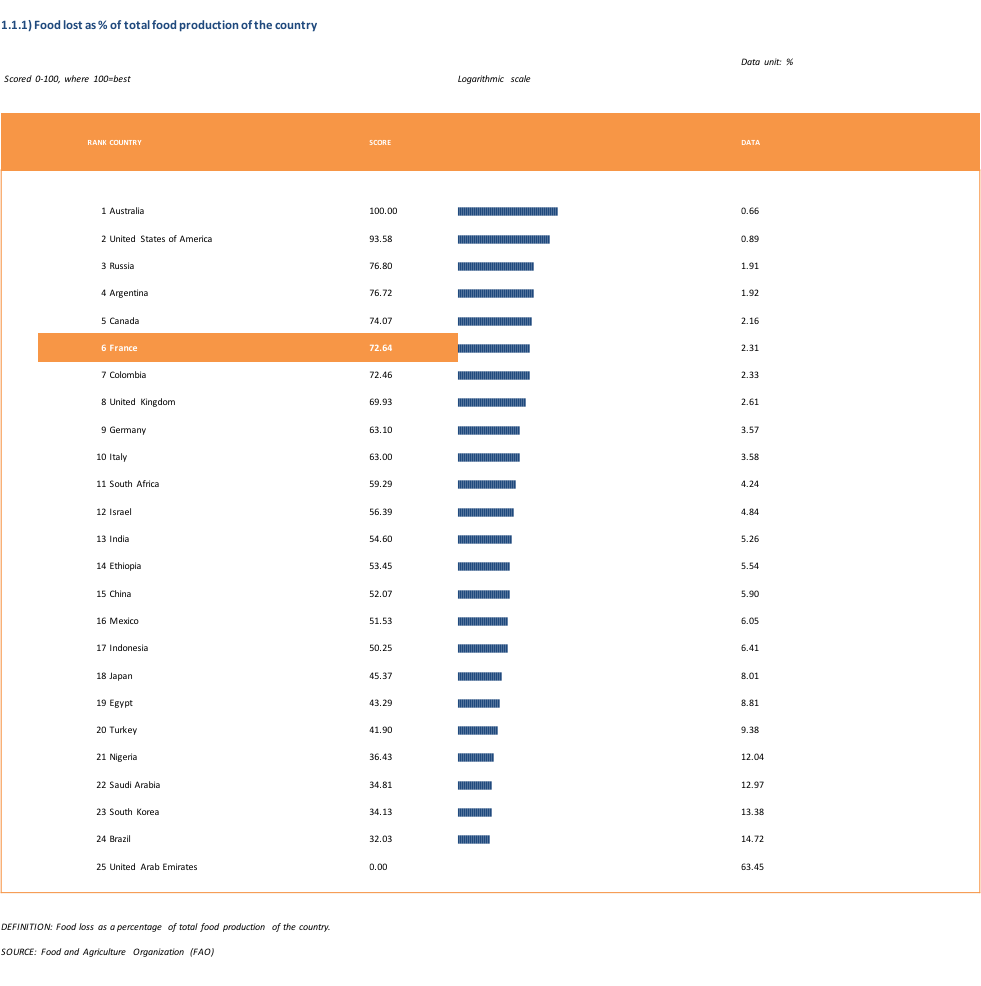 1.1.1) Food lost as % of total food production of the country
Data unit: %
Scored 0-100, where 100=best Logarithmic scale
RANK COUNTRY SCORE DATA
1 Australia 100.00 0.66
2 United States of America 93.58 0.89
3 Russia 76.80 1.91
4 Argentina 76.72 1.92
5 Canada 74.07 2.16
6 France 72.64 2.31
7 Colombia 72.46 2.33
8 United Kingdom 69.93 2.61
9 Germany 63.10 3.57
10 Italy 63.00 3.58
11 South Africa 59.29 4.24
12 Israel 56.39 4.84
13 India 54.60 5.26
14 Ethiopia 53.45 5.54
15 China 52.07 5.90
16 Mexico 51.53 6.05
17 Indonesia 50.25 6.41
18 Japan 45.37 8.01
19 Egypt 43.29 8.81
20 Turkey 41.90 9.38
21 Nigeria 36.43 12.04
22 Saudi Arabia 34.81 12.97
23 South Korea 34.13 13.38
24 Brazil 32.03 14.72
25 United Arab Emirates 0.00 63.45
DEFINITION: Food loss as a percentage of total food production of the country.
SOURCE: Food and Agriculture Organization (FAO)